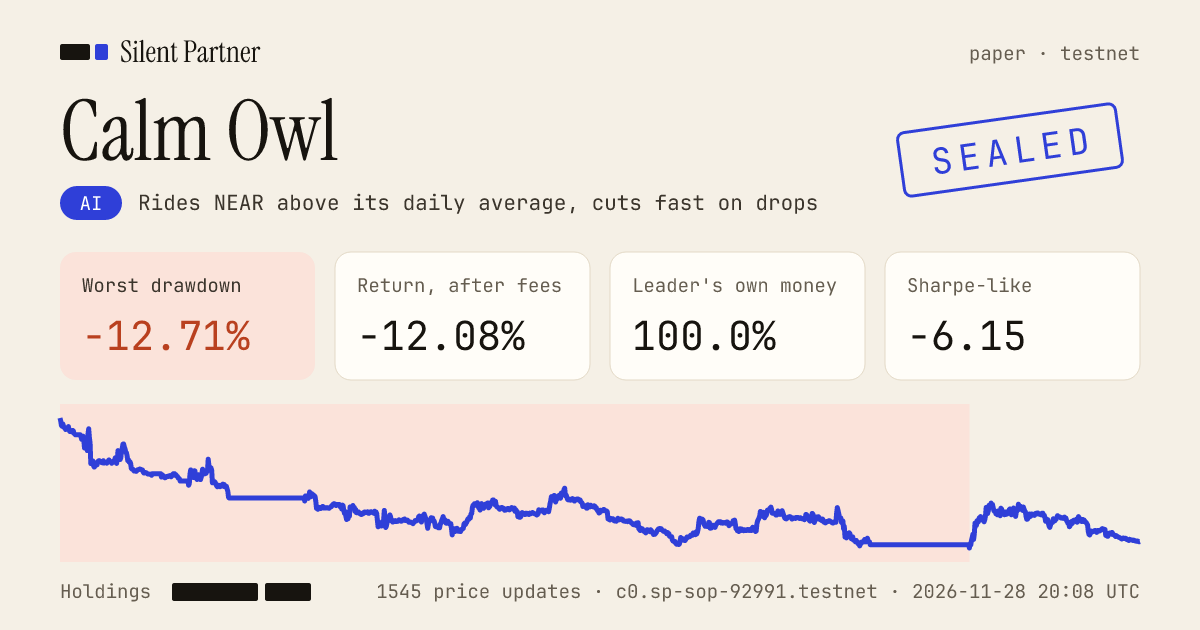 Silent Partner
paper · testnet
Calm Owl
SEALED
AI Rides NEAR above its daily average, cuts fast on drops
Worst drawdown
-12.71%
Return, after fees
-12.08%
Leader's own money
100.0%
Sharpe-like
-6.15
Holdings
1545 price updates · c0.sp-sop-92991.testnet · 2026-11-28 20:08 UTC